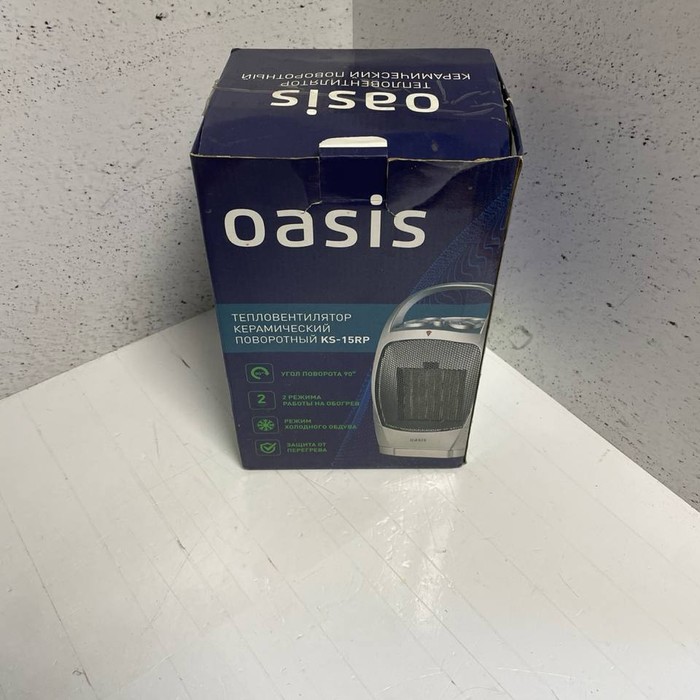 ТЕПЛОВЕНТИЛЯТОР
КЕРАМИЧЕСКИЙ ПОВОРОТНЫЙ
oasis
oasis
ТЕПЛОВЕНТИЛЯТОР
КЕРАМИЧЕСКИЙ
ПОВОРОТНЫЙ KS-15RP
УГОЛ ПОВОРОТА 90°
2
2 РЕЖИМА
РАБОТЫ НА ОБОГРЕВ
РЕЖИМ
ХОЛОДНОГО ОБДУВА
ЗАЩИТА ОТ
ПЕРЕГРЕВА
oasis